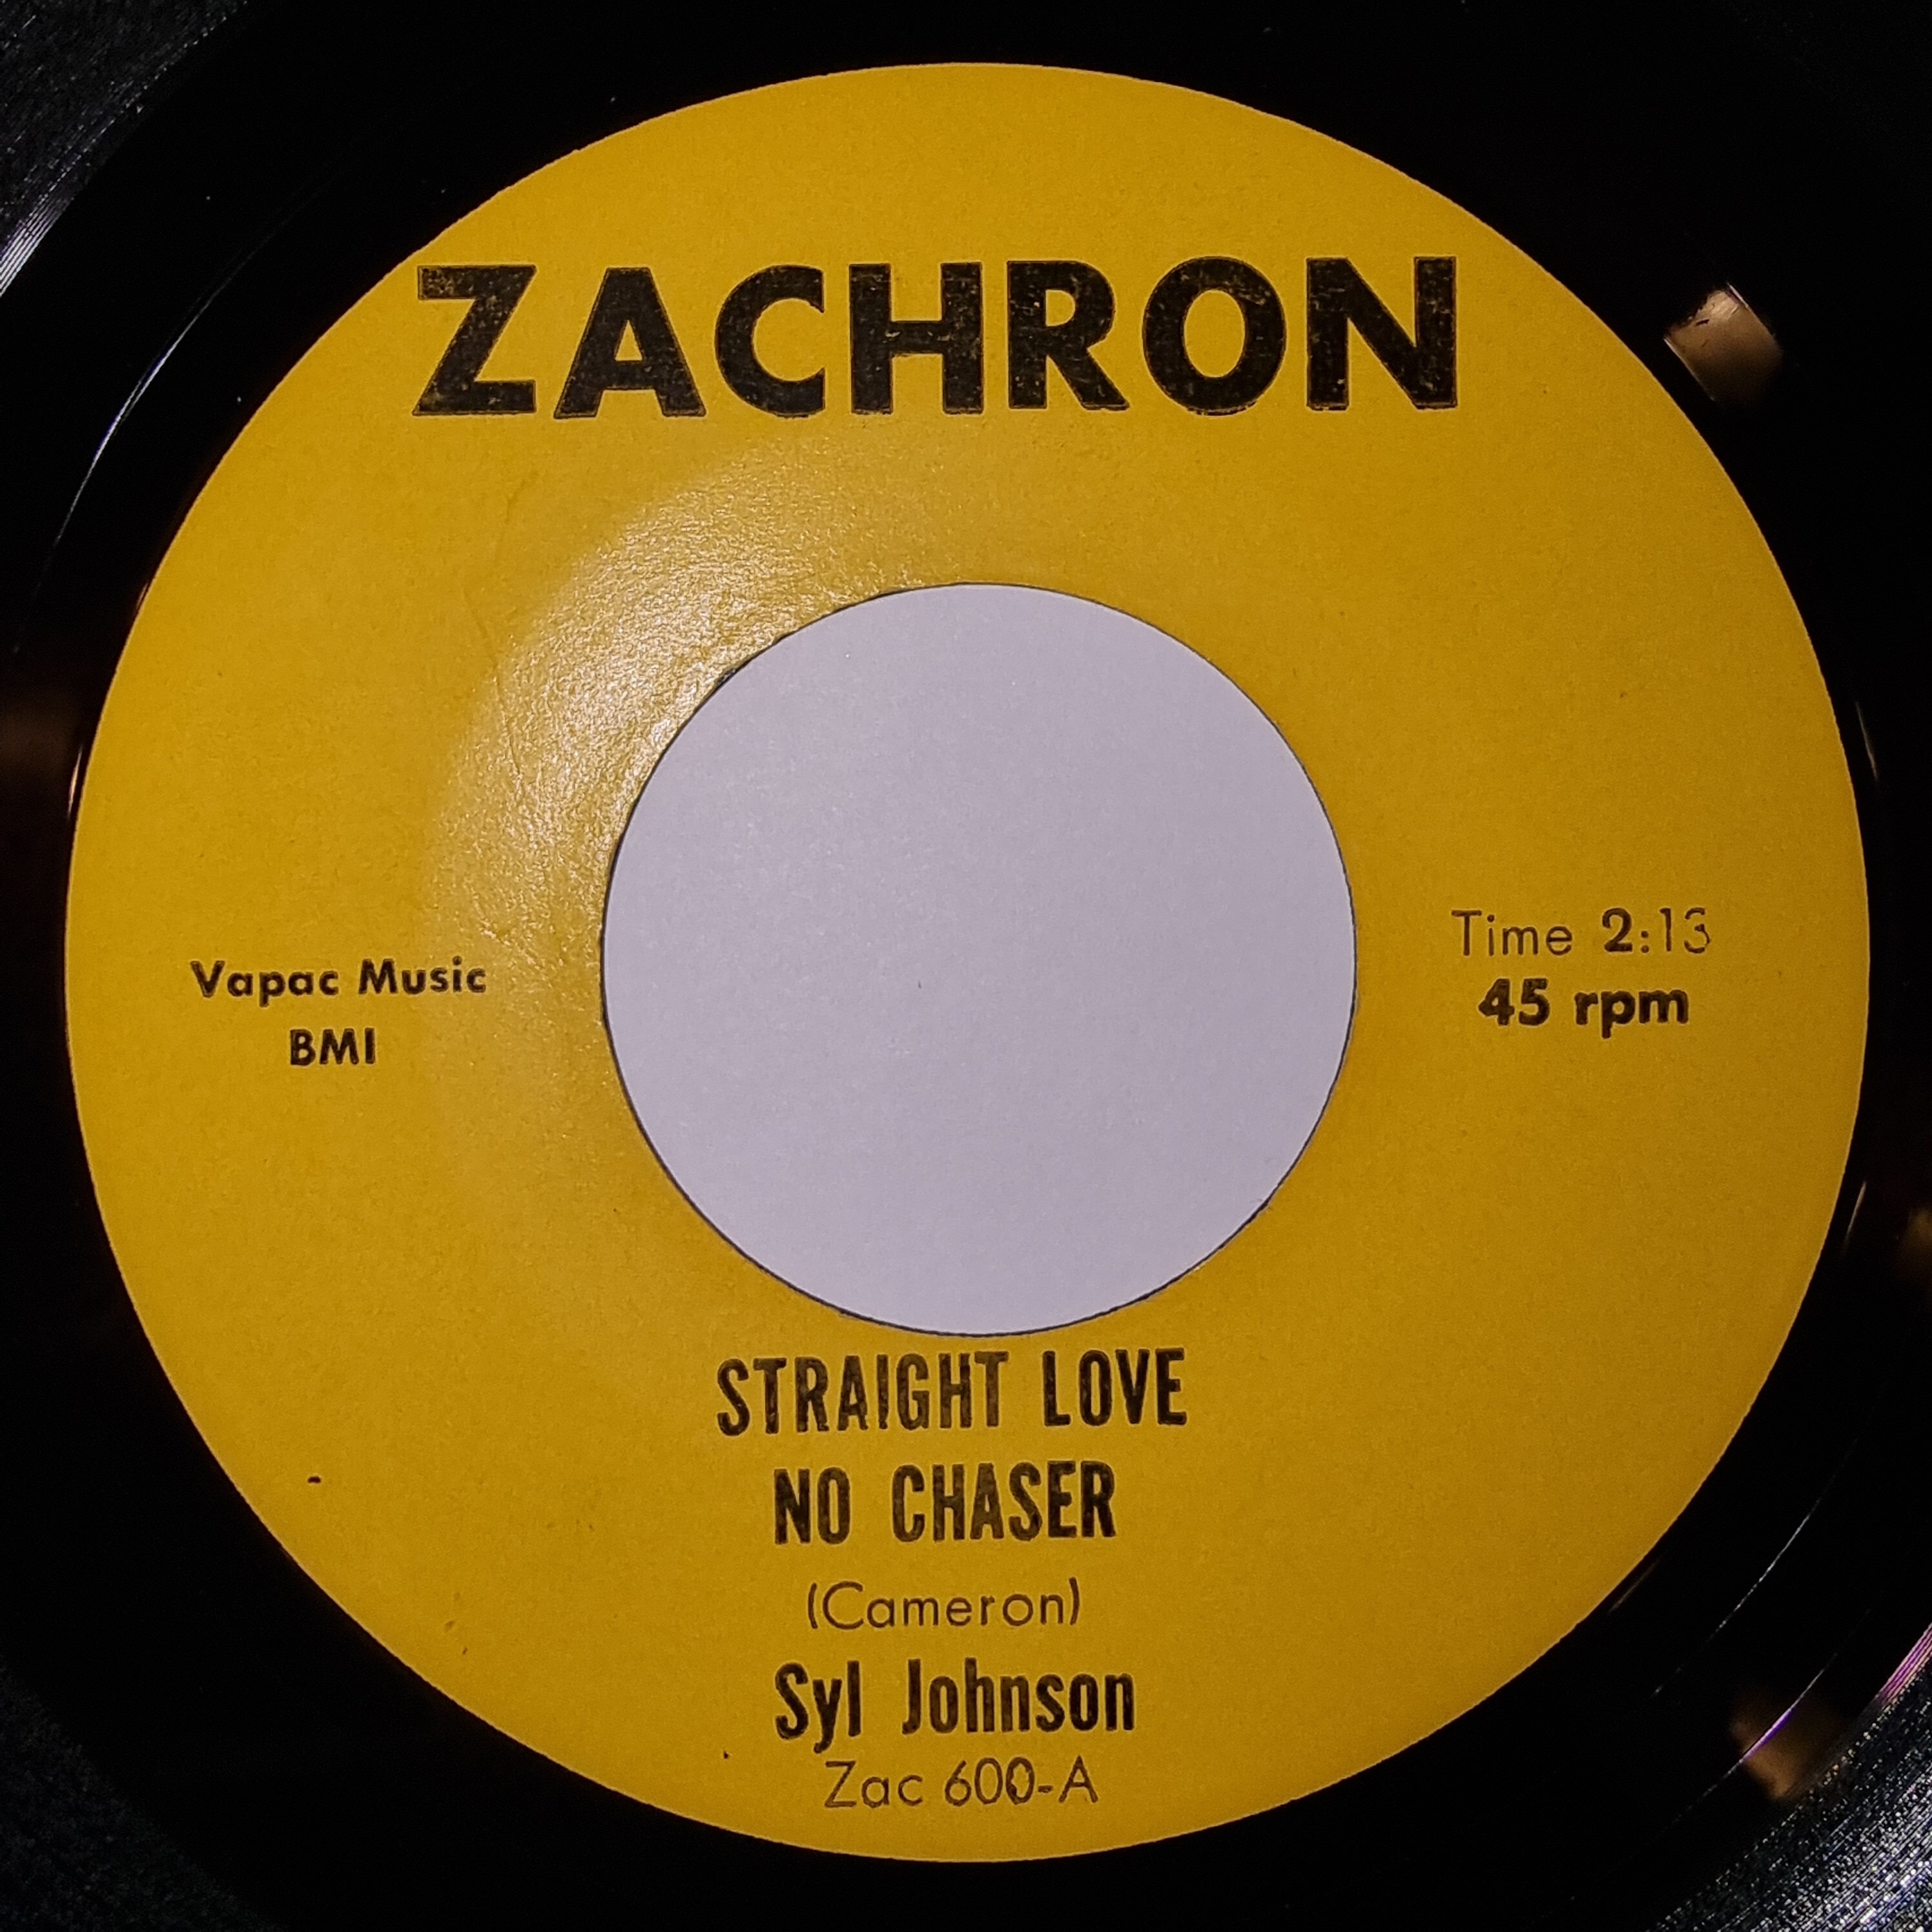 ZACHRON
Vapac Music
BMI
Time 2:13
45 rpm
STRAIGHT LOVE
NO CHASER
(Cameron)
Syl Johnson
Zac 600-A